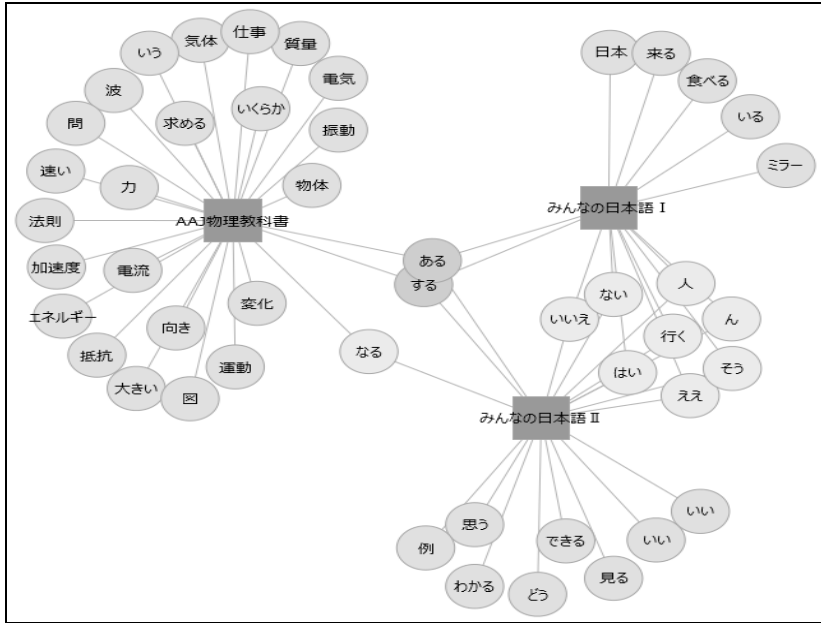 仕事
気体
質量
いう
電気
波
求める
いくらか
問
振動
速い
力
物体
AAJ物理教科書
法則
加速度
電流
エネルギー
変化
向き
抵抗
運動
大きい
図
日本
来る
食べる
いる
ミラー
みんなの日本語Ⅰ
ある
する
なる
ない
人
いいえ
ん
行く
はい
そう
ええ
みんなの日本語Ⅱ
いい
思う
できる
いい
例
わかる
見る
どう